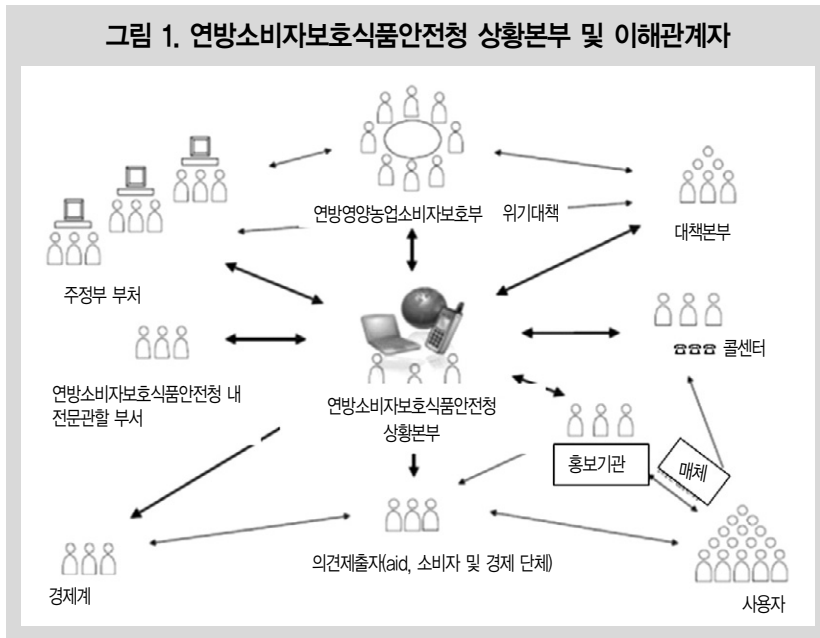 그림 1. 연방소비자보호식품안전청 상황본부 및 이해관계자
연방영양농업소비자보호부
위기대책
대책본부
주정부 부처
☎☎☎ 콜센터
연방소비자보호식품안전청 내
전문관할 부서
연방소비자보호식품안전청
상황본부
홍보기관
매체
의견제출자(aid, 소비자 및 경제 단체)
경제계
사용자